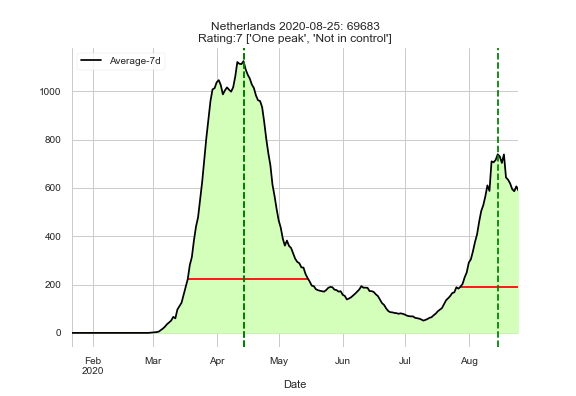 Netherlands 2020-08-25: 69683
Rating:7 ['One peak', 'Not in control']
Average-7d
1000
800
600
400
200
0
Feb Mar Apr May Jun Jul Aug
2020
Date